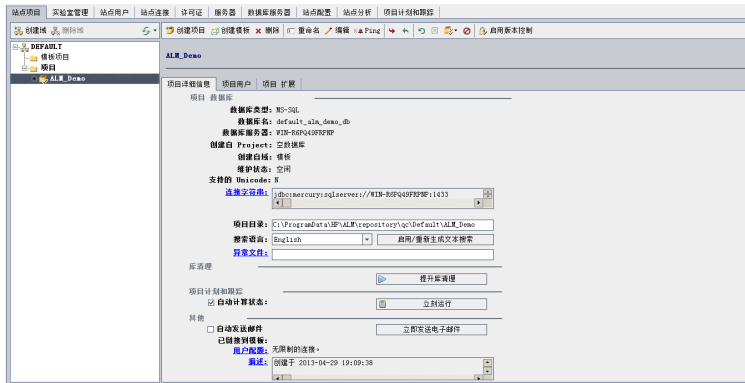 站点项目 实验室管理 站点用户 站点连接 许可证 服务器 数据库服务器 站点配置 站点分析 项目计划和跟踪
创建域 删除域 创建项目 创建模板 删除 重命名 编辑 Ping 启用版本控制
DEFAULT
模板项目
项目
ALM_Demo
ALM_Demo
项目详细信息 项目用户 项目 扩展
项目 数据库
数据库类型: MS-SQL
数据库名: default_alm_demo_db
数据库服务器: WIN-R6PQ49FRPNP
创建自 Project: 空数据库
创建自域: 模板
维护状态: 空闲
支持的 Unicode: N
连接字符串: jdbc:mercury:sqlserver://WIN-R6PQ49FRPNP:1433
项目目录: C:\ProgramData\HP\ALM\repository\qc\Default\ALM_Demo
搜索语言: English 启用/重新生成文本搜索
异常文件:
库清理
提升库清理
项目计划和跟踪
自动计算状态: 立刻运行
其他
自动发送邮件 立即发送电子邮件
已链接到模板:
用户配额: 无限制的连接。
描述: 创建于 2013-04-29 19:09:38